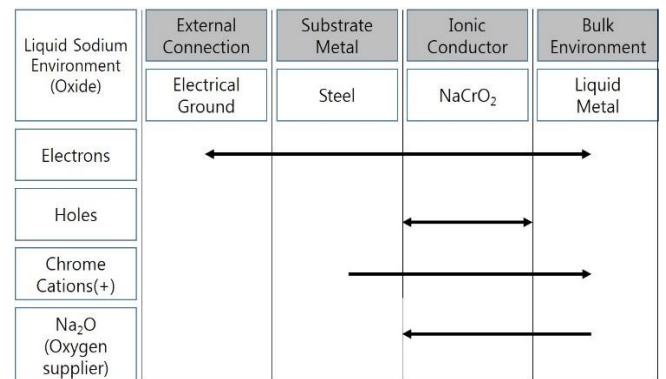 Liquid Sodium
Environment
(Oxide)
External
Connection
Substrate
Metal
Ionic
Conductor
Bulk
Environment
Electrical
Ground
Steel
NaCrO₂
Liquid
Metal
Electrons
Holes
Chrome
Cations(+)
Na₂O
(Oxygen
supplier)